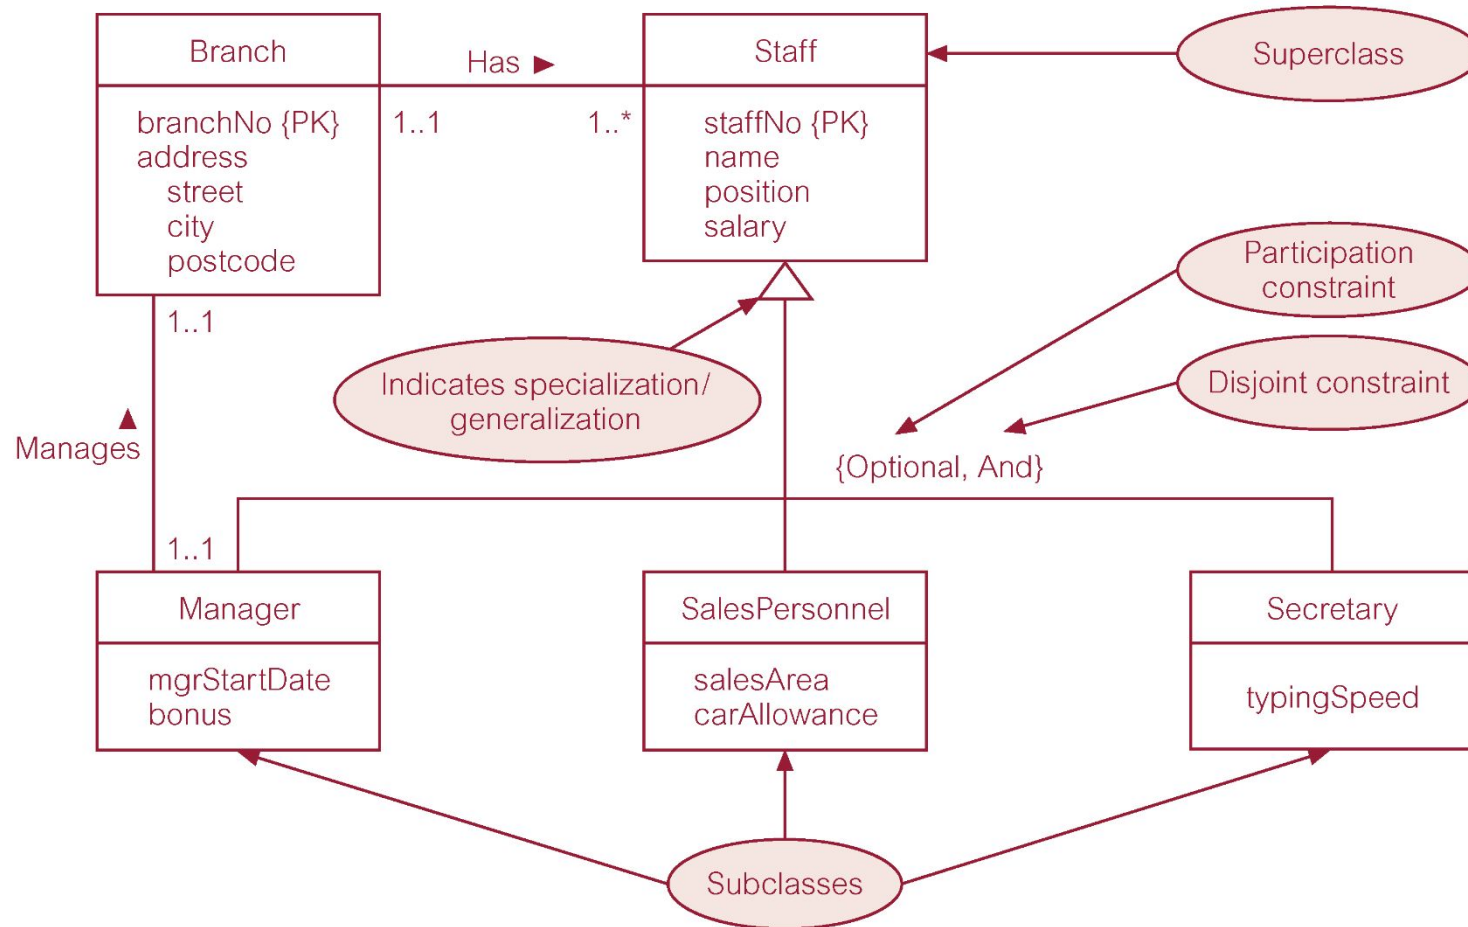 Branch
Has ►
Staff
Superclass
branchNo {PK}
address
street
city
postcode
1..1
1..*
staffNo {PK}
name
position
salary
Participation
constraint
1..1
Indicates specialization/
generalization
Disjoint constraint
▲
Manages
{Optional, And}
1..1
Manager
mgrStartDate
bonus
SalesPersonnel
salesArea
carAllowance
Secretary
typingSpeed
Subclasses